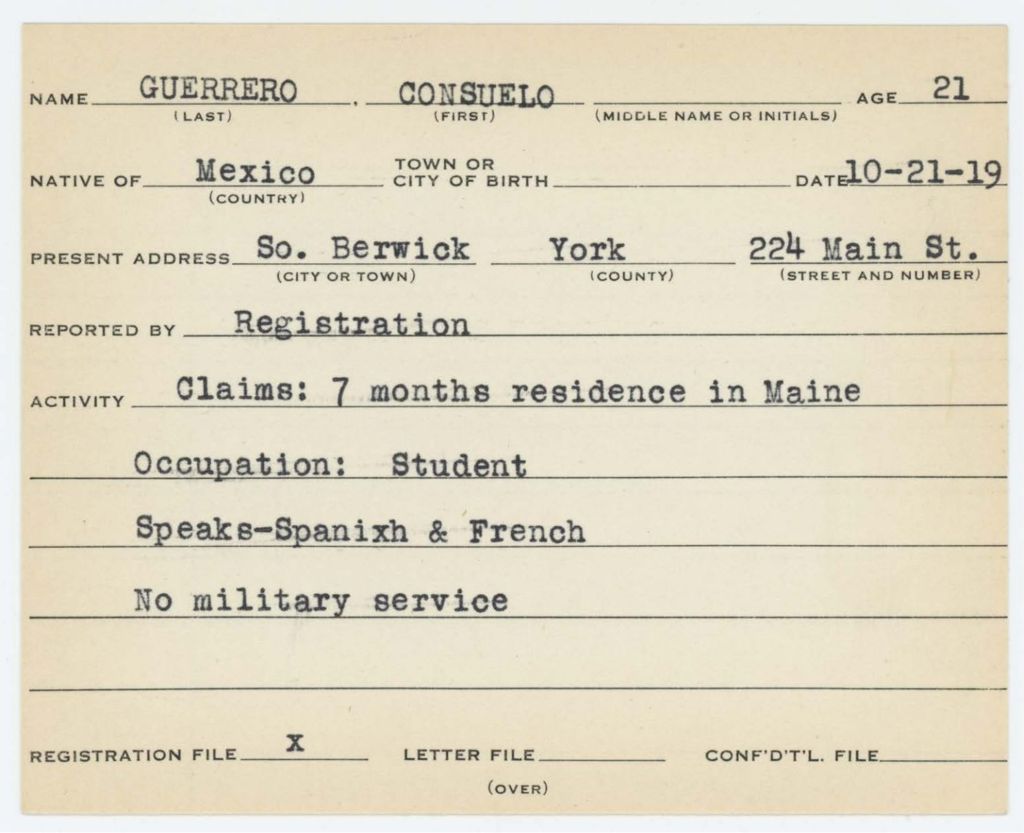 NAME GUERRERO , CONSUELO AGE 21
(LAST) (FIRST) (MIDDLE NAME OR INITIALS)
NATIVE OF Mexico TOWN OR CITY OF BIRTH DATE 10-21-19
(COUNTRY)
PRESENT ADDRESS So. Berwick York 224 Main St.
(CITY OR TOWN) (COUNTY) (STREET AND NUMBER)
REPORTED BY Registration
ACTIVITY Claims: 7 months residence in Maine
Occupation: Student
Speaks-Spanixh & French
No military service
REGISTRATION FILE X LETTER FILE CONF'D'T'L. FILE
(OVER)